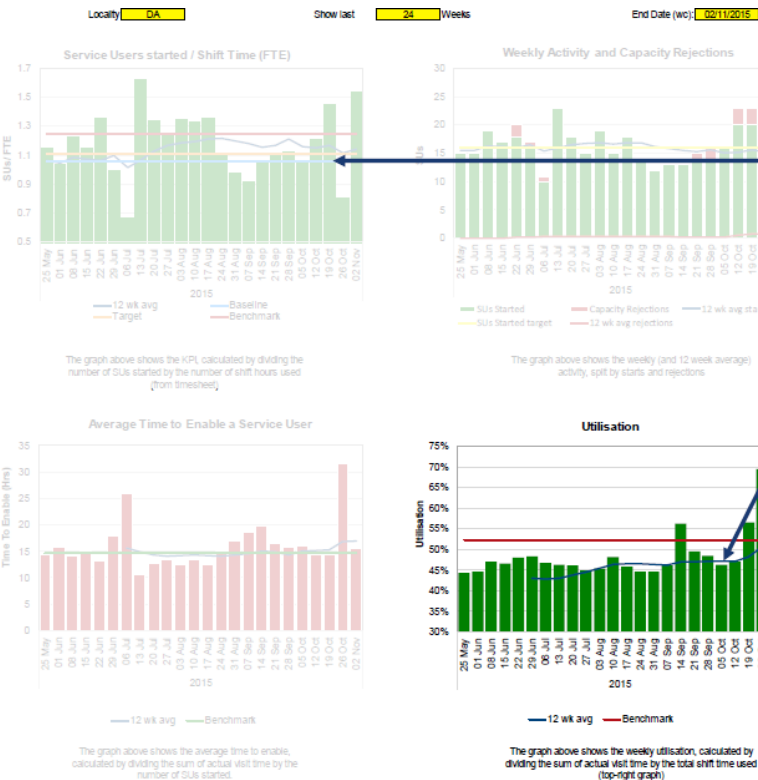 Locality DA Show last 24 Weeks End Date (wc): 02/11/2015
Service Users started / Shift Time (FTE)
SUs/ FTE
1.7
1.5
1.3
1.1
0.9
0.7
0.5
25 May
01 Jun
08 Jun
15 Jun
22 Jun
29 Jun
06 Jul
13 Jul
20 Jul
27 Jul
03 Aug
10 Aug
17 Aug
24 Aug
31 Aug
07 Sep
14 Sep
21 Sep
28 Sep
05 Oct
12 Oct
19 Oct
26 Oct
02 Nov
2015
12 wk avg Baseline
Target Benchmark
The graph above shows the KPI, calculated by dividing the
number of SUs started by the number of shift hours used
(from timesheet)
Weekly Activity and Capacity Rejections
SUs
30
25
20
15
10
5
0
25 May
01 Jun
08 Jun
15 Jun
22 Jun
29 Jun
06 Jul
13 Jul
20 Jul
27 Jul
03 Aug
10 Aug
17 Aug
24 Aug
31 Aug
07 Sep
14 Sep
21 Sep
28 Sep
05 Oct
12 Oct
19 Oct
2015
SUs Started Capacity Rejections 12 wk avg sta
SUs Started target 12 wk avg rejections
The graph above shows the weekly (and 12 week average)
activity, split by starts and rejections
Average Time to Enable a Service User
Time To Enable (Hrs)
35
30
25
20
15
10
5
0
25 May
01 Jun
08 Jun
15 Jun
22 Jun
29 Jun
06 Jul
13 Jul
20 Jul
27 Jul
03 Aug
10 Aug
17 Aug
24 Aug
31 Aug
07 Sep
14 Sep
21 Sep
28 Sep
05 Oct
12 Oct
19 Oct
26 Oct
02 Nov
2015
12 wk avg Benchmark
The graph above shows the average time to enable,
calculated by dividing the sum of actual visit time by the
number of SUs started.
Utilisation
Utilisation
75%
70%
65%
60%
55%
50%
45%
40%
35%
30%
25 May
01 Jun
08 Jun
15 Jun
22 Jun
29 Jun
06 Jul
13 Jul
20 Jul
27 Jul
03 Aug
10 Aug
17 Aug
24 Aug
31 Aug
07 Sep
14 Sep
21 Sep
28 Sep
05 Oct
12 Oct
19 Oct
2015
12 wk avg Benchmark
The graph above shows the weekly utilisation, calculated by
dividing the sum of actual visit time by the total shift time used
(top-right graph)